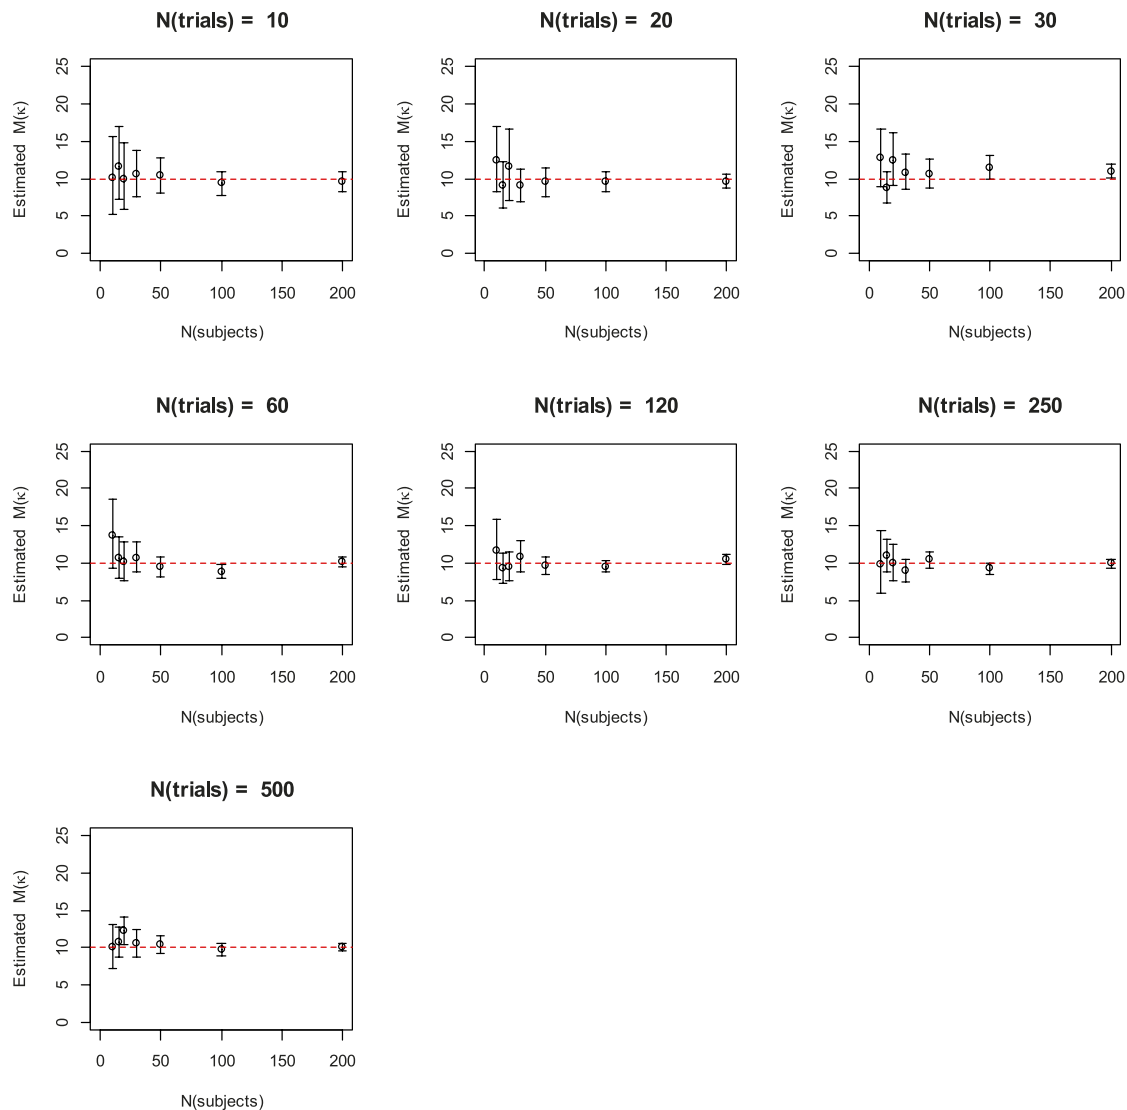 N(trials) = 10
N(trials) = 20
N(trials) = 30
Estimated M(κ)
25
20
15
10
5
0
0 50 100 150 200
N(subjects)
Estimated M(κ)
25
20
15
10
5
0
0 50 100 150 200
N(subjects)
Estimated M(κ)
25
20
15
10
5
0
0 50 100 150 200
N(subjects)
N(trials) = 60
N(trials) = 120
N(trials) = 250
Estimated M(κ)
25
20
15
10
5
0
0 50 100 150 200
N(subjects)
Estimated M(κ)
25
20
15
10
5
0
0 50 100 150 200
N(subjects)
Estimated M(κ)
25
20
15
10
5
0
0 50 100 150 200
N(subjects)
N(trials) = 500
Estimated M(κ)
25
20
15
10
5
0
0 50 100 150 200
N(subjects)